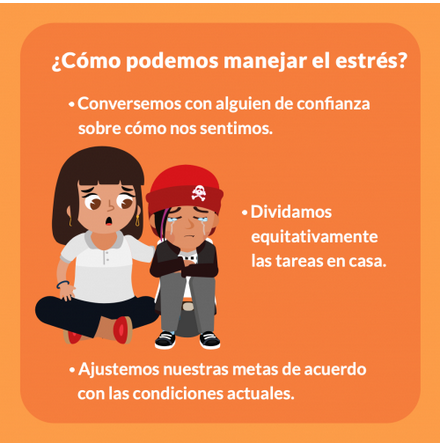 ¿Cómo podemos manejar el estrés?
• Conversemos con alguien de confianza
sobre cómo nos sentimos.
• Dividamos
equitativamente
las tareas en casa.
• Ajustemos nuestras metas de acuerdo
con las condiciones actuales.